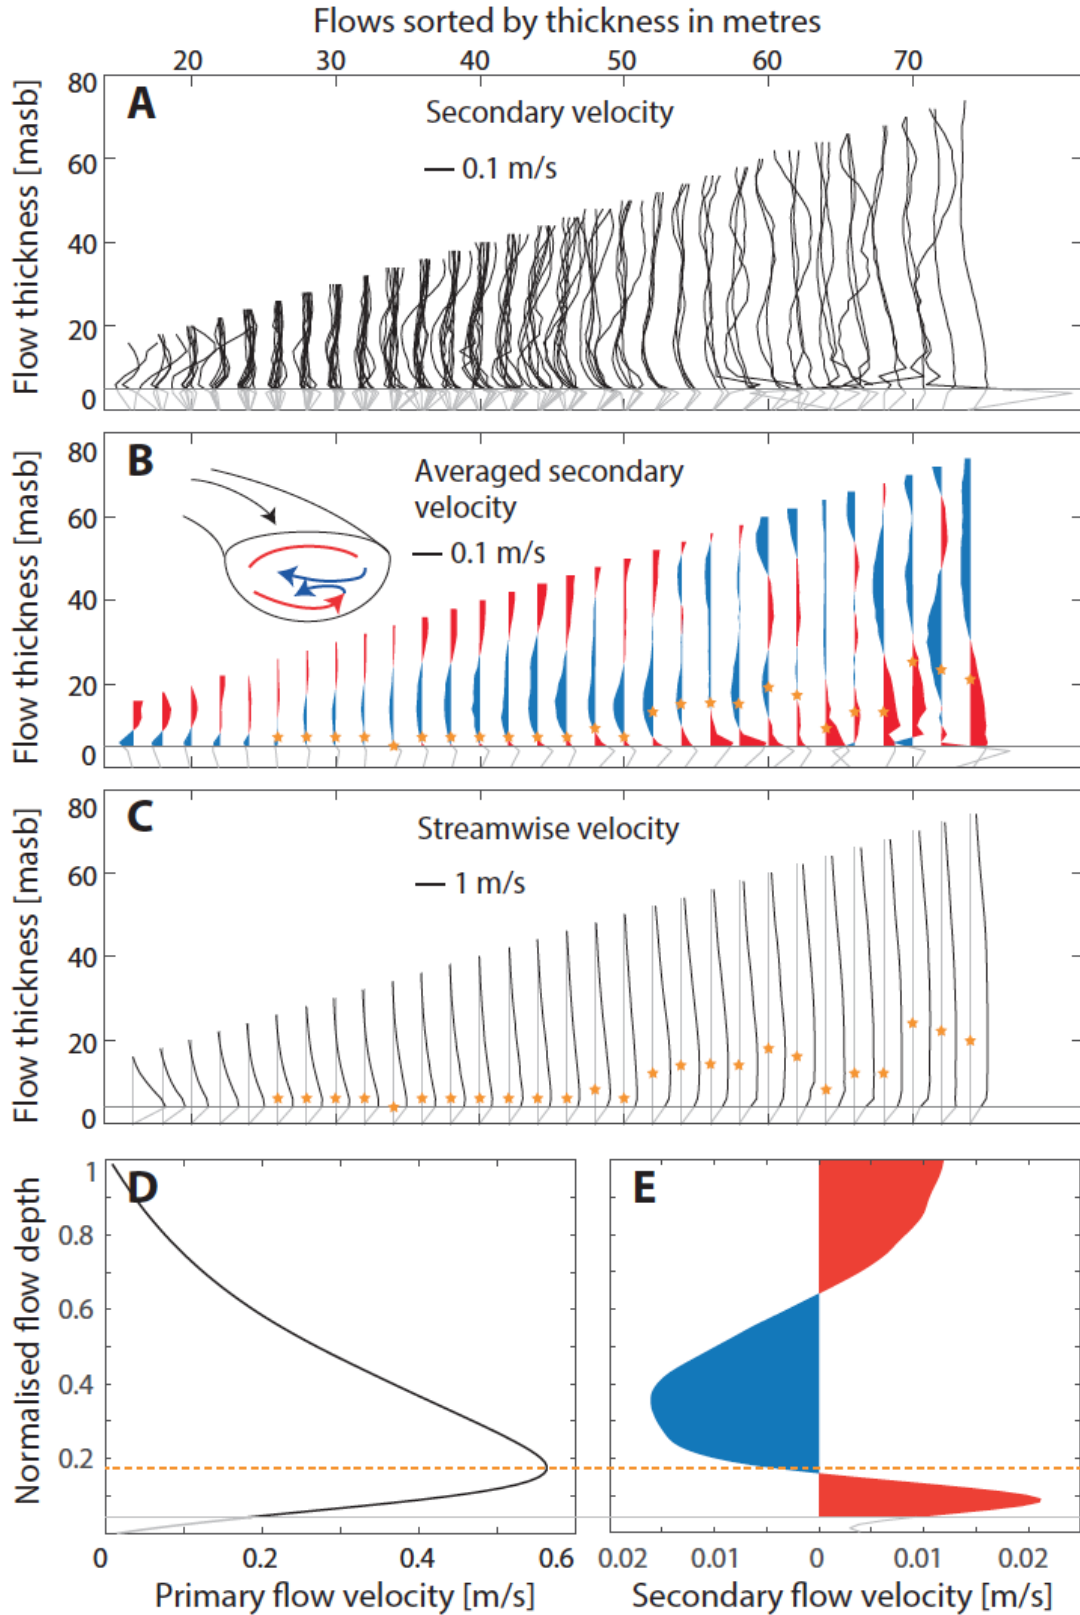 Flows sorted by thickness in metres
20 30 40 50 60 70
A
Secondary velocity
0.1 m/s
Flow thickness [masb]
80
60
40
20
0
B
Averaged secondary
velocity
0.1 m/s
Flow thickness [masb]
80
60
40
20
0
C
Streamwise velocity
1 m/s
Flow thickness [masb]
80
60
40
20
0
D
Normalised flow depth
1
0.8
0.6
0.4
0.2
0 0.2 0.4 0.6
Primary flow velocity [m/s]
E
0.02 0.01 0 0.01 0.02
Secondary flow velocity [m/s]